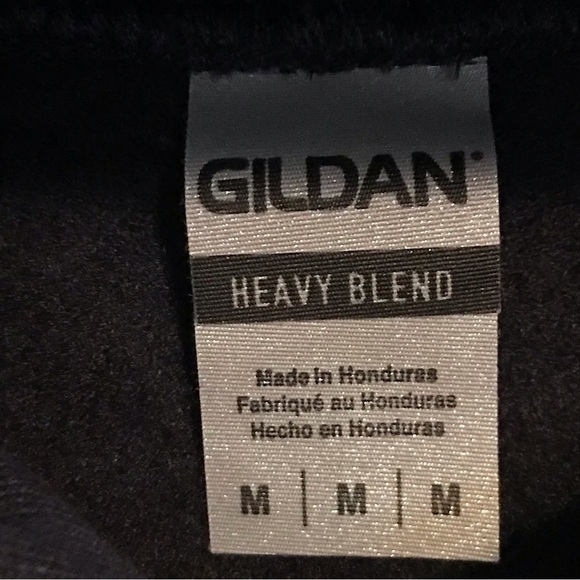 GILDAN®
HEAVY BLEND
Made in Honduras
Fabriqué au Honduras
Hecho en Honduras
M | M | M